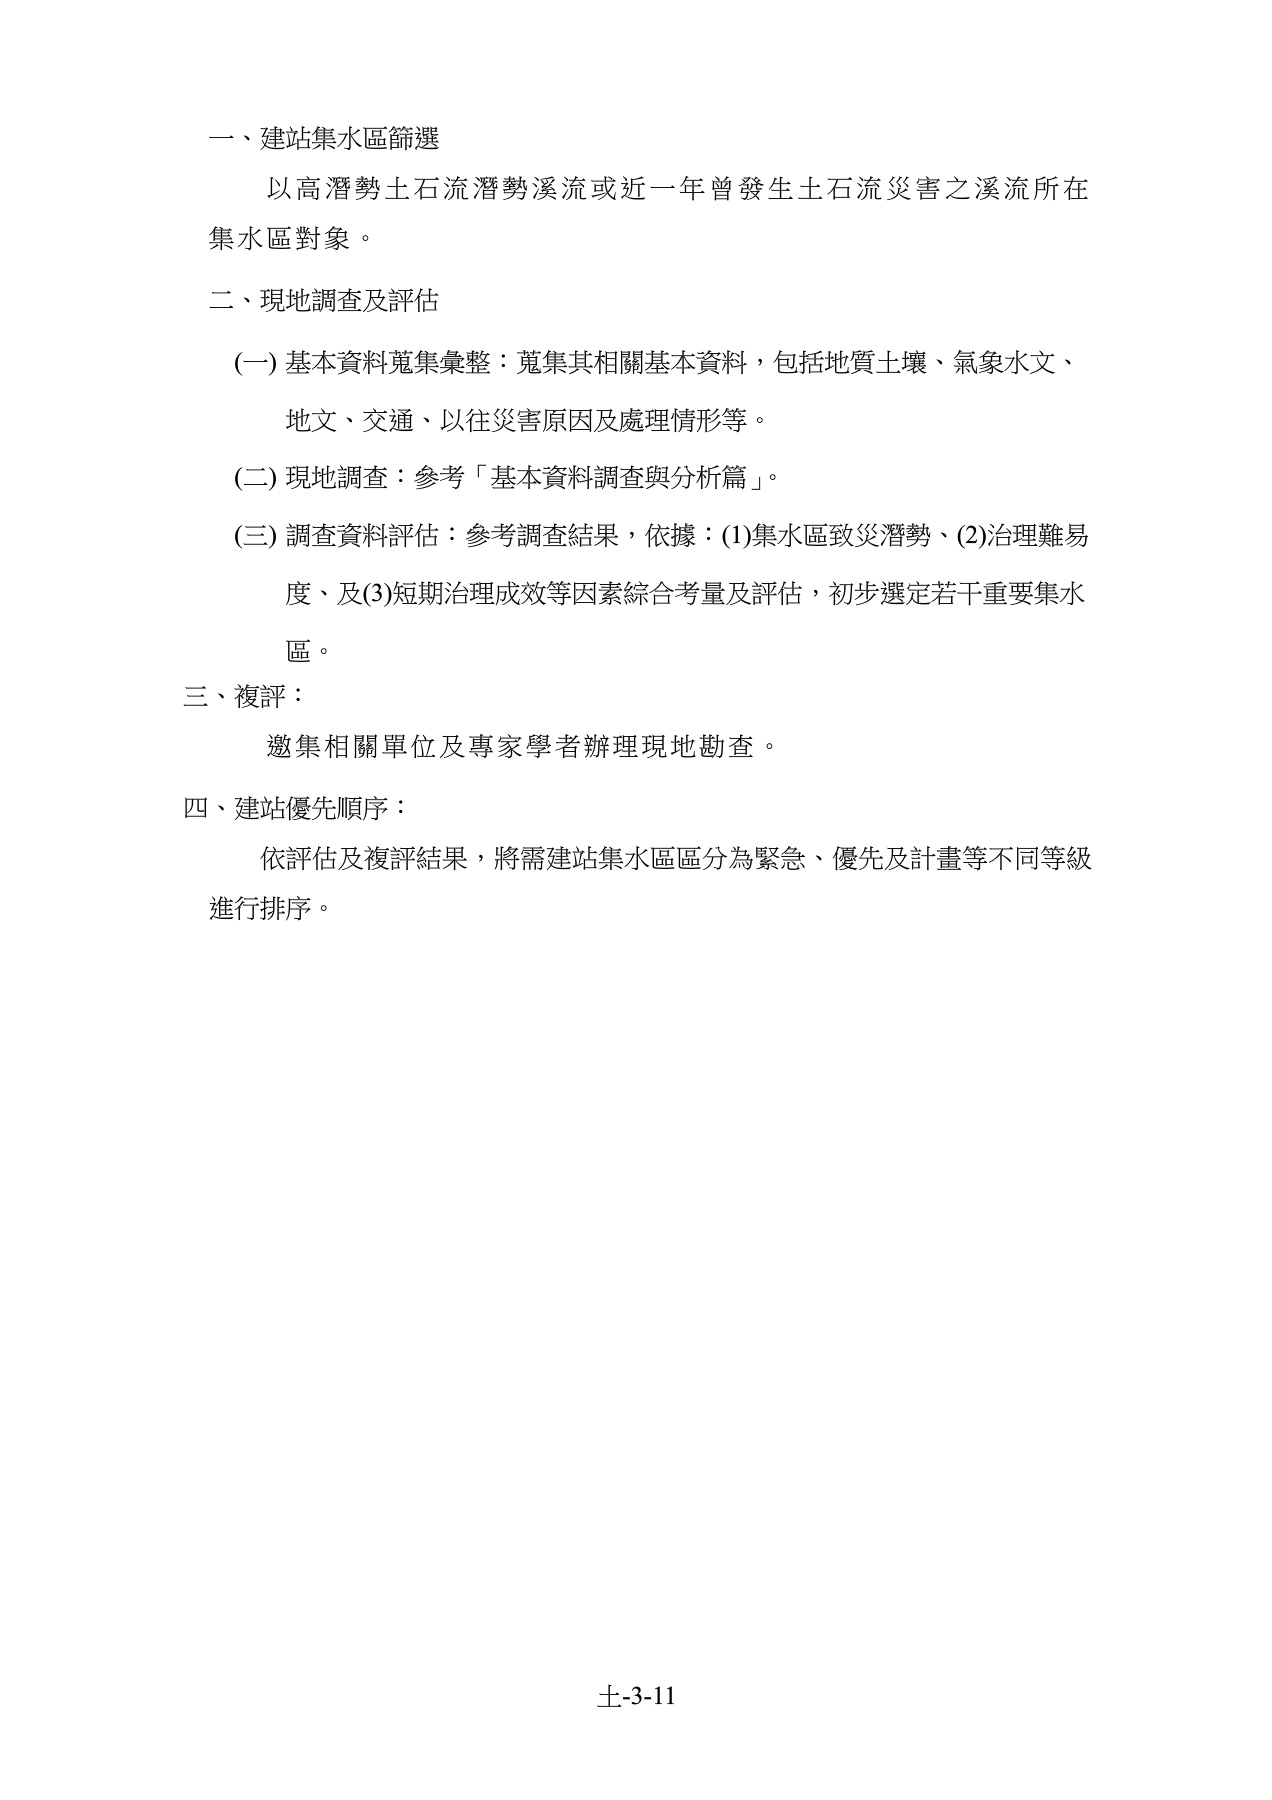 一、建站集水區篩選
以高潛勢土石流潛勢溪流或近一年曾發生土石流災害之溪流所在
集水區對象。
二、現地調查及評估
(一) 基本資料蒐集彙整：蒐集其相關基本資料，包括地質土壤、氣象水文、
地文、交通、以往災害原因及處理情形等。
(二) 現地調查：參考「基本資料調查與分析篇」。
(三) 調查資料評估：參考調查結果，依據：(1)集水區致災潛勢、(2)治理難易
度、及(3)短期治理成效等因素綜合考量及評估，初步選定若干重要集水
區。
三、複評：
邀集相關單位及專家學者辦理現地勘查。
四、建站優先順序：
依評估及複評結果，將需建站集水區區分為緊急、優先及計畫等不同等級
進行排序。
土-3-11